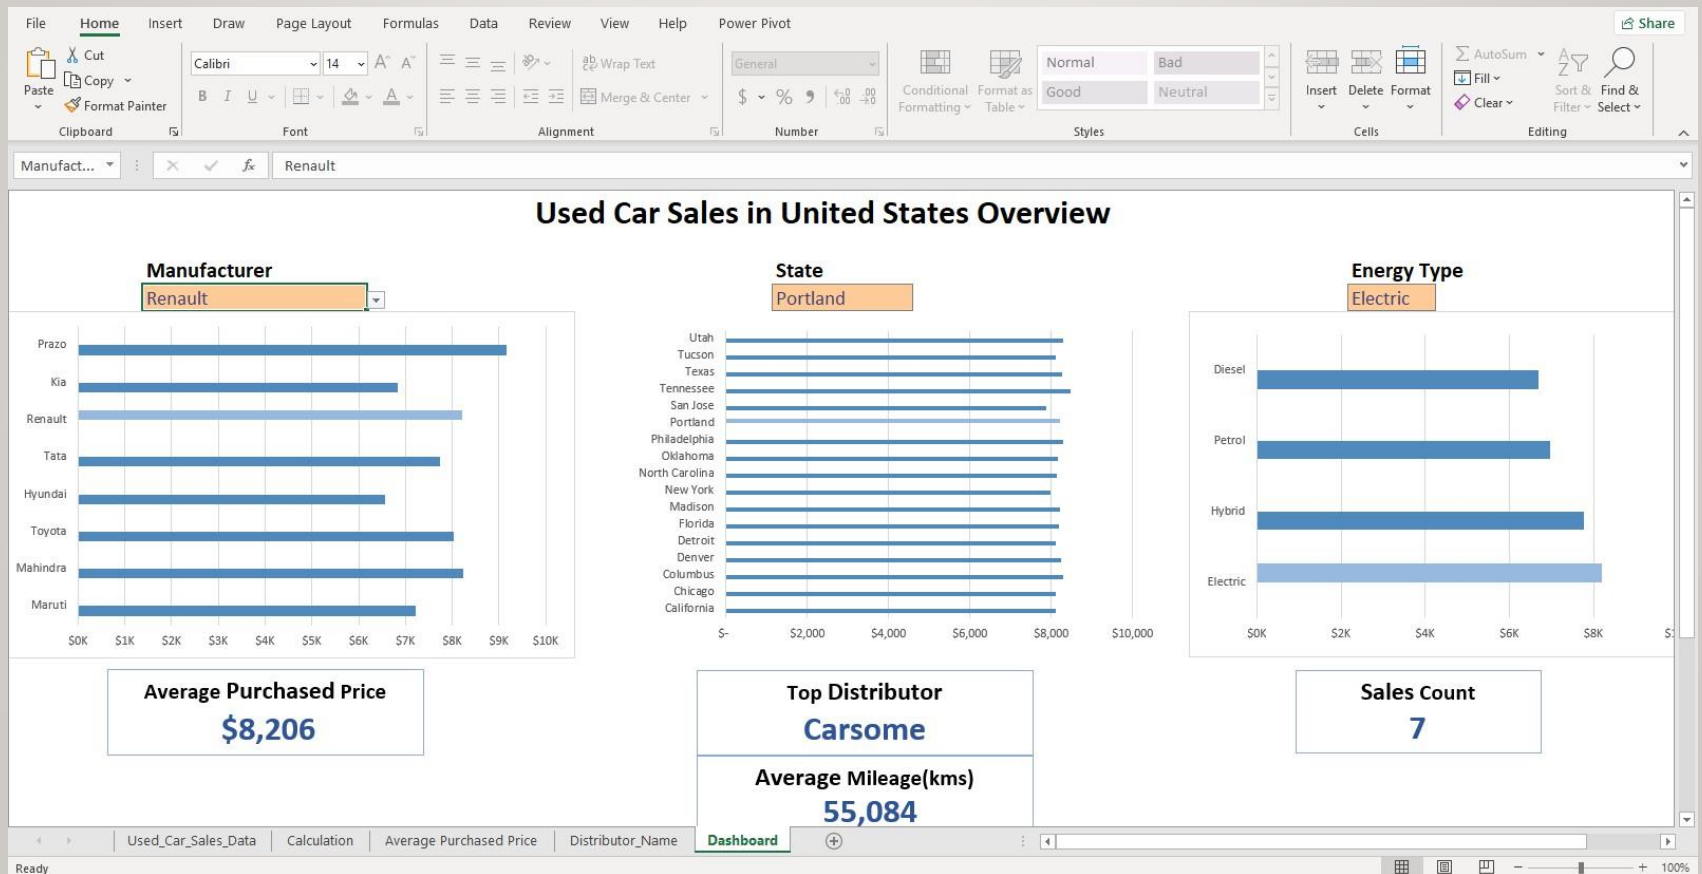 File Home Insert Draw Page Layout Formulas Data Review View Help Power Pivot Share
Cut
Copy
Format Painter
Paste
Clipboard
Calibri 14 A^ A˅
B I U A
Font
ab Wrap Text
Merge & Center
Alignment
General
$ % 9 .00 .00
Number
Conditional Formatting
Format as Table
Normal Bad
Good Neutral
Styles
Insert Delete Format
Cells
AutoSum
Fill
Clear
Sort & Filter
Find & Select
Editing
Manufact... fx Renault
Used Car Sales in United States Overview
Manufacturer
Renault
State
Portland
Energy Type
Electric
Prazo
Kia
Renault
Tata
Hyundai
Toyota
Mahindra
Maruti
$0K $1K $2K $3K $4K $5K $6K $7K $8K $9K $10K
Utah
Tucson
Texas
Tennessee
San Jose
Portland
Philadelphia
Oklahoma
North Carolina
New York
Madison
Florida
Detroit
Denver
Columbus
Chicago
California
$- $2,000 $4,000 $6,000 $8,000 $10,000
Diesel
Petrol
Hybrid
Electric
$0K $2K $4K $6K $8K
Average Purchased Price
$8,206
Top Distributor
Carsome
Average Mileage(kms)
55,084
Sales Count
7
Used_Car_Sales_Data Calculation Average Purchased Price Distributor_Name Dashboard
Ready 100%